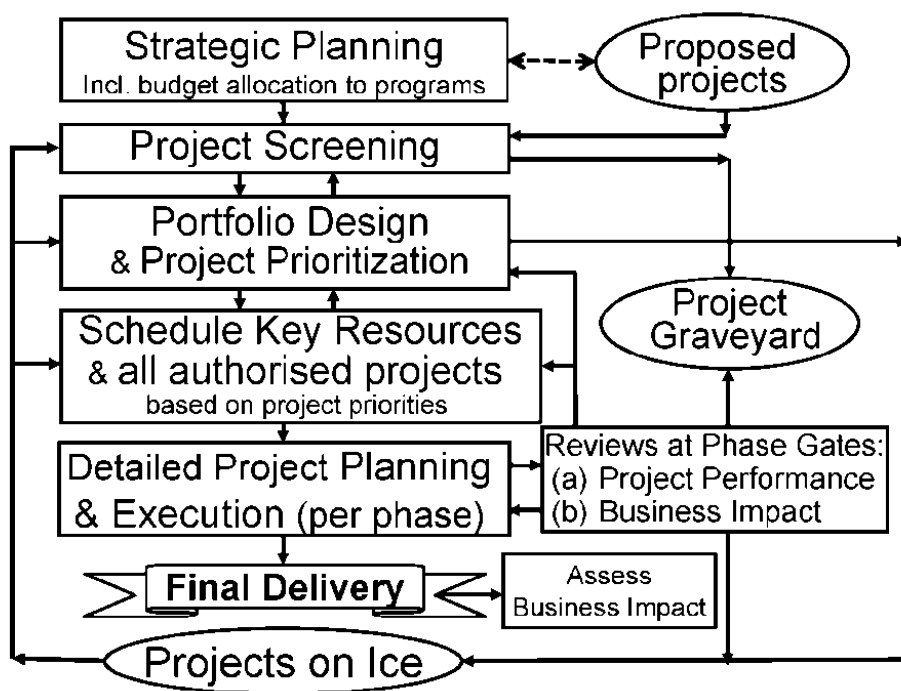 Strategic Planning
Incl. budget allocation to programs
Proposed
projects
Project Screening
Portfolio Design
& Project Prioritization
Project
Graveyard
Schedule Key Resources
& all authorised projects
based on project priorities
Detailed Project Planning
& Execution (per phase)
Reviews at Phase Gates:
(a) Project Performance
(b) Business Impact
Final Delivery
Assess
Business Impact
Projects on Ice